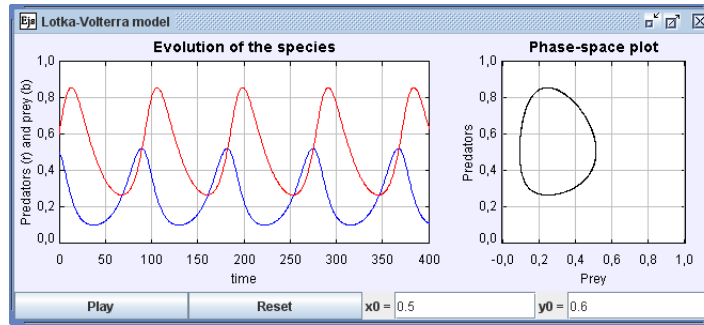 Ejs Lotka-Volterra model
Evolution of the species
Predators (r) and prey (b)
1,0
0,8
0,6
0,4
0,2
0,0
0 50 100 150 200 250 300 350 400
time
Phase-space plot
Predators
1,0
0,8
0,6
0,4
0,2
0,0
-0,0 0,2 0,4 0,6 0,8 1,0
Prey
Play Reset x0 = 0.5 y0 = 0.6